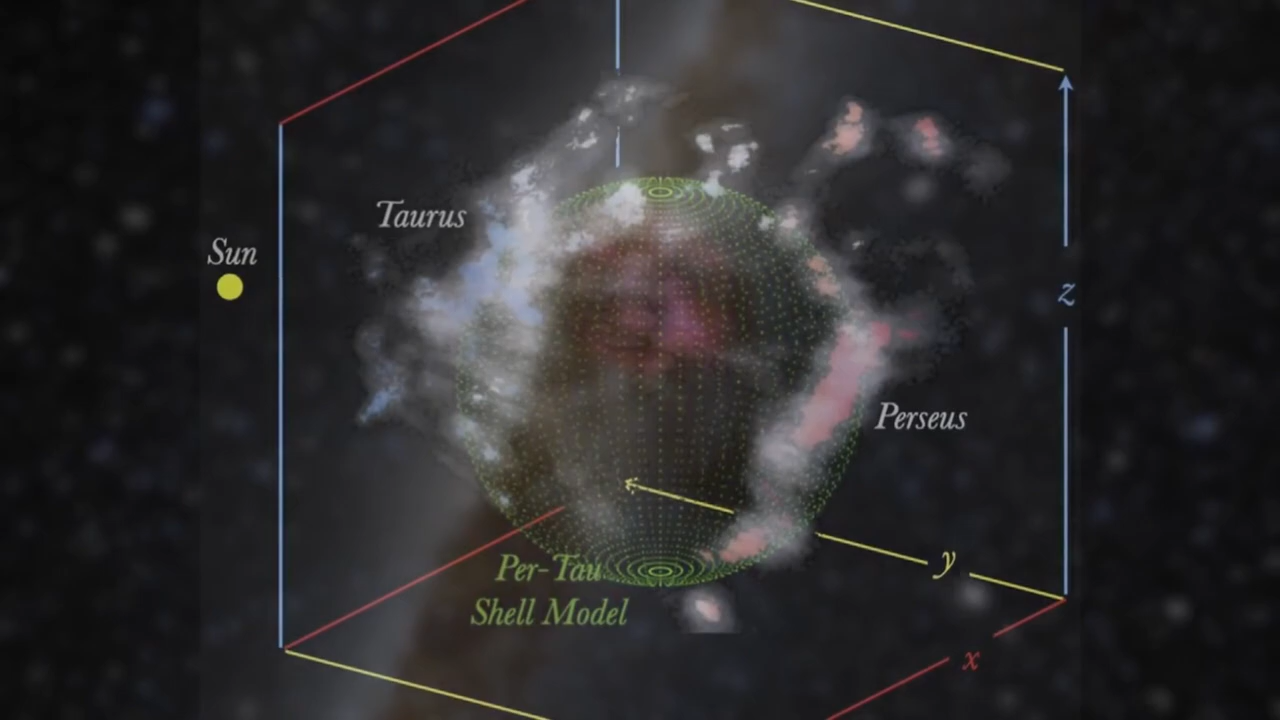 Taurus
Sun
z
Perseus
y
Per-Tau
Shell Model
x